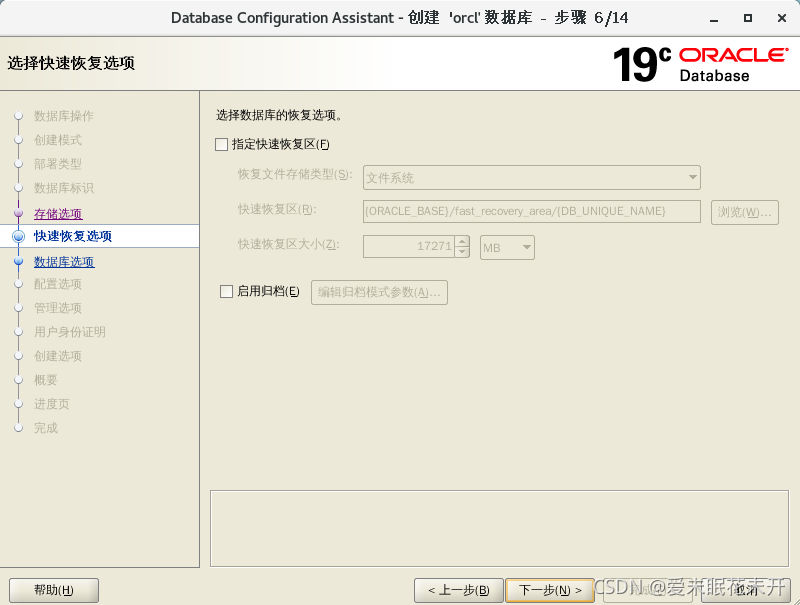 Database Configuration Assistant - 创建 'orcl' 数据库 - 步骤 6/14
选择快速恢复选项
19c ORACLE
Database
数据库操作
创建模式
部署类型
数据库标识
存储选项
快速恢复选项
数据库选项
配置选项
管理选项
用户身份证明
创建选项
概要
进度页
完成
选择数据库的恢复选项。
指定快速恢复区(F)
恢复文件存储类型(S): 文件系统
快速恢复区(R): {ORACLE_BASE}/fast_recovery_area/{DB_UNIQUE_NAME} 浏览(W)...
快速恢复区大小(Z): 17271 MB
启用归档(E) 编辑归档模式参数(A)...
帮助(H) < 上一步(B) 下一步(N) > 取消
CSDN @爱来眠花未开